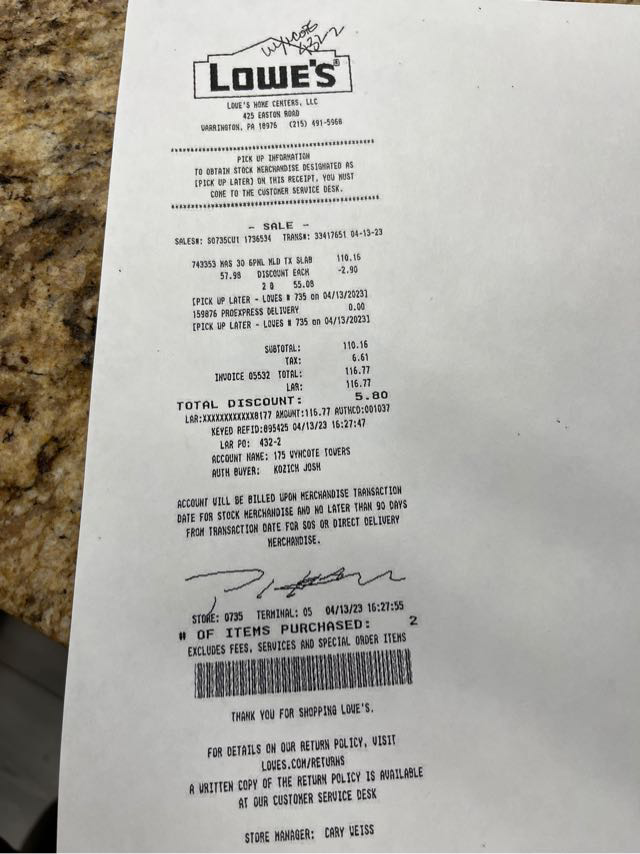 Wyncote
432-2
LOWE'S
LOWE'S HOME CENTERS, LLC
425 EASTON ROAD
WARRINGTON, PA 18976 (215) 491-5968
PICK UP INFORMATION
TO OBTAIN STOCK MERCHANDISE DESIGNATED AS
[PICK UP LATER] ON THIS RECEIPT, YOU MUST
COME TO THE CUSTOMER SERVICE DESK.
- SALE -
SALES#: S0735CU1 1736534 TRANS#: 33417651 04-13-23
743353 MAS 30 6PNL MLD TX SLAB 110.16
57.98 DISCOUNT EACH -2.90
2 @ 55.08
[PICK UP LATER - LOWES # 735 on 04/13/2023]
159876 PROEXPRESS DELIVERY 0.00
[PICK UP LATER - LOWES # 735 on 04/13/2023]
SUBTOTAL: 110.16
TAX: 6.61
INVOICE 05532 TOTAL: 116.77
LAR: 116.77
TOTAL DISCOUNT: 5.80
LAR:XXXXXXXXXXXX8177 AMOUNT:116.77 AUTHCD:001037
KEYED REFID:095425 04/13/23 16:27:47
LAR PO: 432-2
ACCOUNT NAME: 175 WYNCOTE TOWERS
AUTH BUYER: KOZICH JOSH
ACCOUNT WILL BE BILLED UPON MERCHANDISE TRANSACTION
DATE FOR STOCK MERCHANDISE AND NO LATER THAN 90 DAYS
FROM TRANSACTION DATE FOR SOS OR DIRECT DELIVERY
MERCHANDISE.
STORE: 0735 TERMINAL: 05 04/13/23 16:27:55
# OF ITEMS PURCHASED: 2
EXCLUDES FEES, SERVICES AND SPECIAL ORDER ITEMS
THANK YOU FOR SHOPPING LOWE'S.
FOR DETAILS ON OUR RETURN POLICY, VISIT
LOWES.COM/RETURNS
A WRITTEN COPY OF THE RETURN POLICY IS AVAILABLE
AT OUR CUSTOMER SERVICE DESK
STORE MANAGER: CARY WEISS